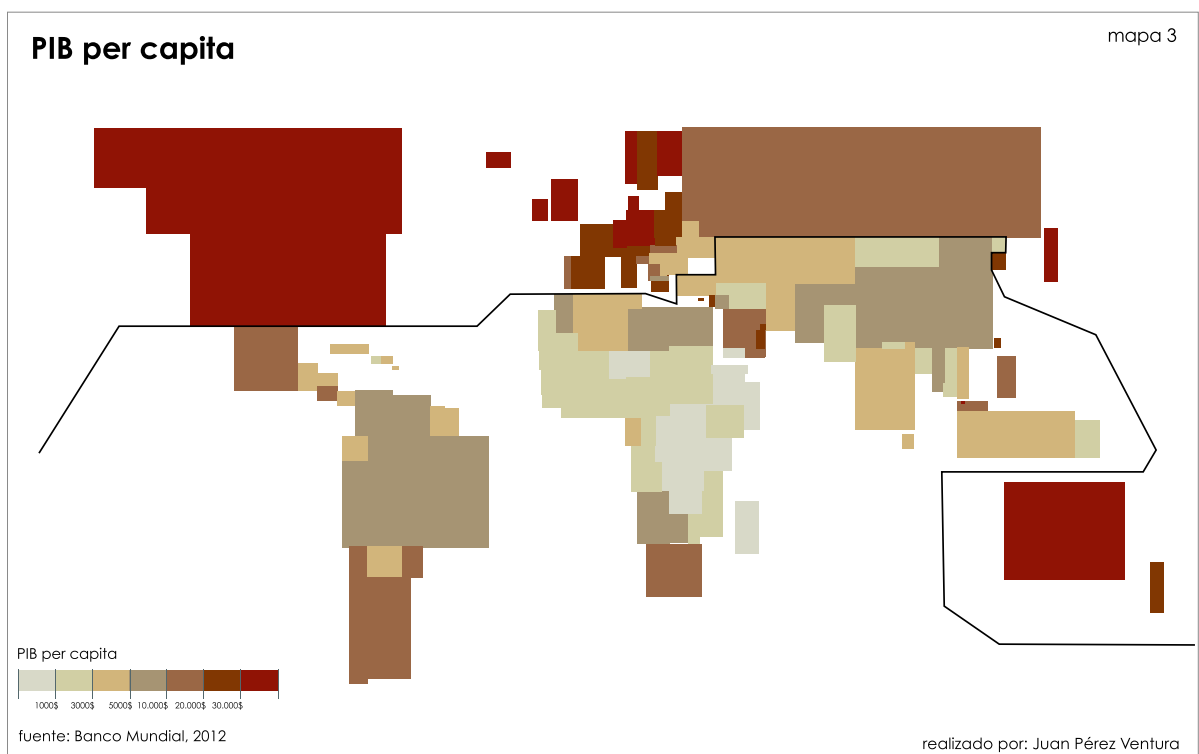 PIB per capita
mapa 3
PIB per capita
1000$ 3000$ 5000$ 10.000$ 20.000$ 30.000$
fuente: Banco Mundial, 2012
realizado por: Juan Pérez Ventura